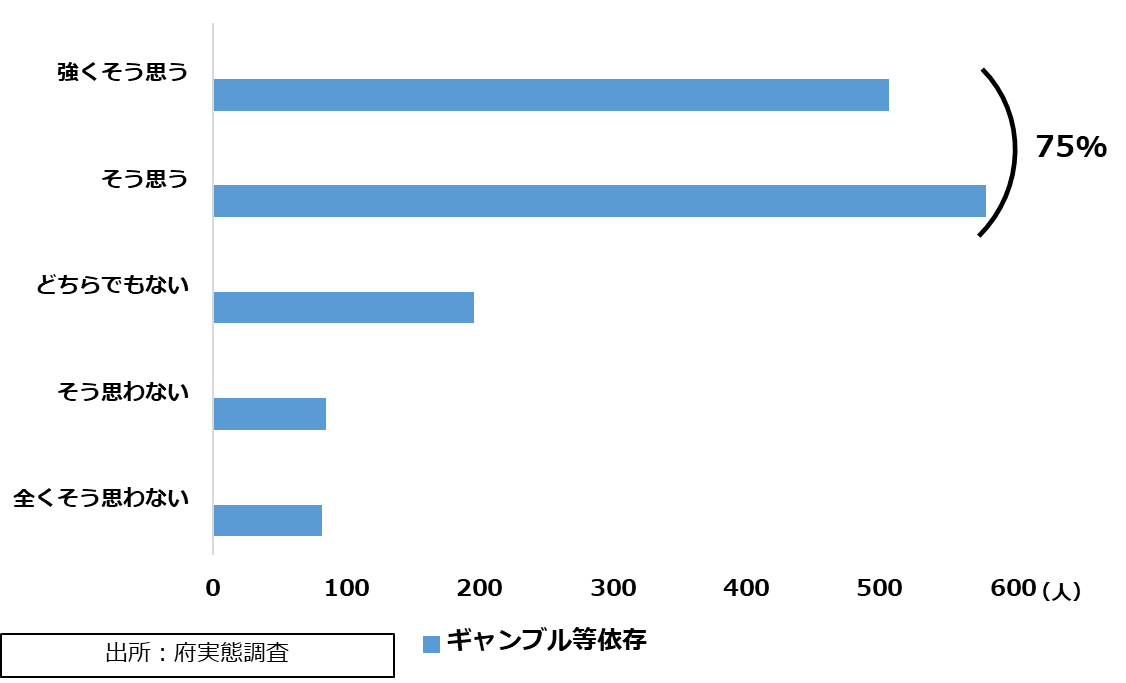 強くそう思う
75%
そう思う
どちらでもない
そう思わない
全くそう思わない
0 100 200 300 400 500 600 (人)
ギャンブル等依存
出所：府実態調査